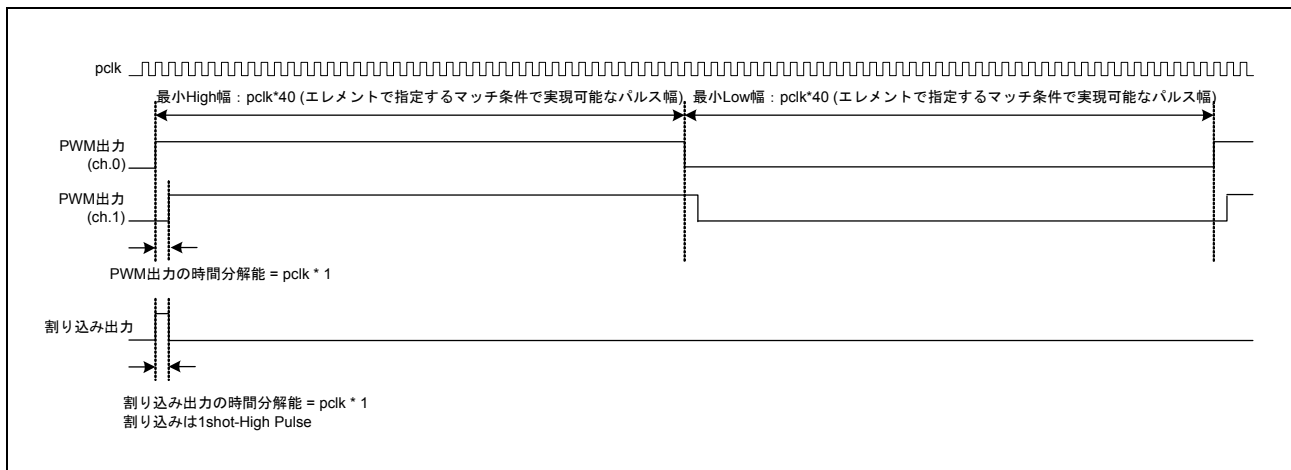 pclk
最小High幅：pclk*40 (エレメントで指定するマッチ条件で実現可能なパルス幅)
最小Low幅：pclk*40 (エレメントで指定するマッチ条件で実現可能なパルス幅)
PWM出力
(ch.0)
PWM出力
(ch.1)
PWM出力の時間分解能 = pclk * 1
割り込み出力
割り込み出力の時間分解能 = pclk * 1
割り込みは1shot-High Pulse